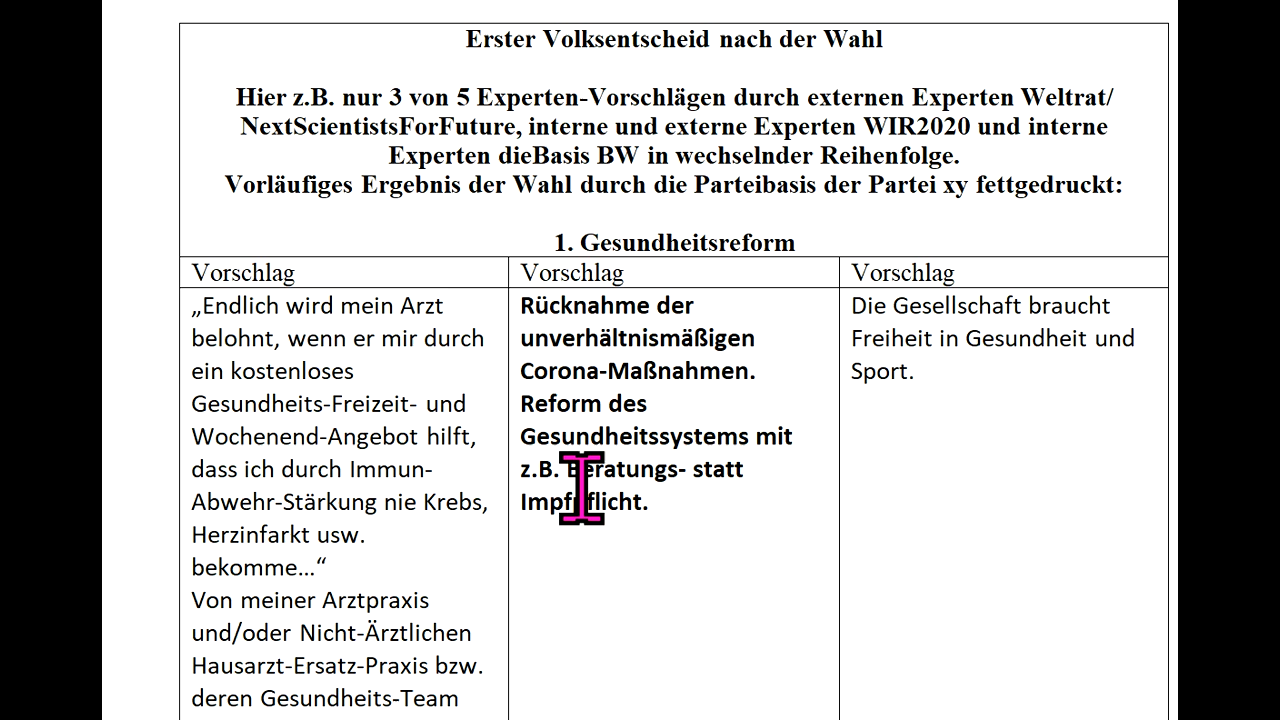 Erster Volksentscheid nach der Wahl
Hier z.B. nur 3 von 5 Experten-Vorschlägen durch externen Experten Weltrat/
NextScientistsForFuture, interne und externe Experten WIR2020 und interne
Experten dieBasis BW in wechselnder Reihenfolge.
Vorläufiges Ergebnis der Wahl durch die Parteibasis der Partei xy fettgedruckt:
1. Gesundheitsreform
Vorschlag
„Endlich wird mein Arzt
belohnt, wenn er mir durch
ein kostenloses
Gesundheits-Freizeit- und
Wochenend-Angebot hilft,
dass ich durch Immun-
Abwehr-Stärkung nie Krebs,
Herzinfarkt usw.
bekomme…“
Von meiner Arztpraxis
und/oder Nicht-Ärztlichen
Hausarzt-Ersatz-Praxis bzw.
deren Gesundheits-Team
Vorschlag
Rücknahme der
unverhältnismäßigen
Corona-Maßnahmen.
Reform des
Gesundheitssystems mit
z.B. Beratungs- statt
Impfpflicht.
Vorschlag
Die Gesellschaft braucht
Freiheit in Gesundheit und
Sport.